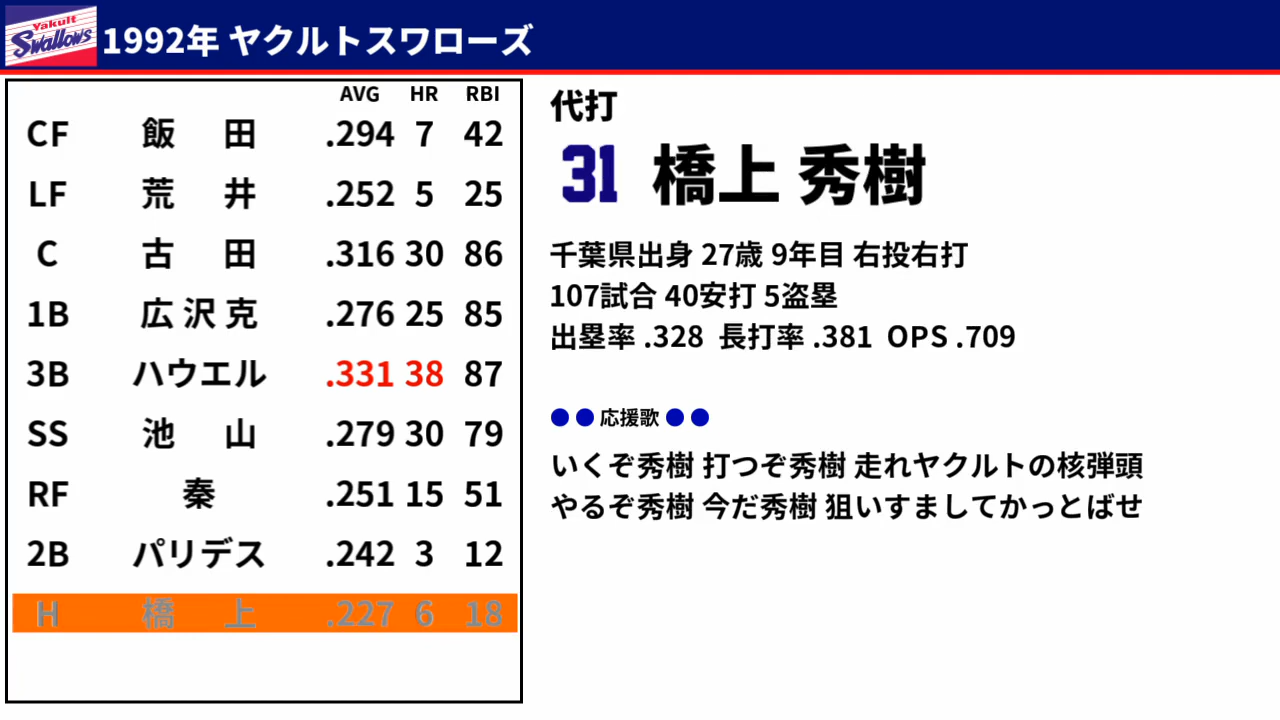 Yakult
Swallows
1992年 ヤクルトスワローズ
AVG HR RBI
CF 飯田 .294 7 42
LF 荒井 .252 5 25
C 古田 .316 30 86
1B 広沢克 .276 25 85
3B ハウエル .331 38 87
SS 池山 .279 30 79
RF 秦 .251 15 51
2B パリデス .242 3 12
H 橋上 .227 6 18
代打
31 橋上 秀樹
千葉県出身 27歳 9年目 右投右打
107試合 40安打 5盗塁
出塁率 .328 長打率 .381 OPS .709
●●応援歌●●
いくぞ秀樹 打つぞ秀樹 走れヤクルトの核弾頭
やるぞ秀樹 今だ秀樹 狙いすましてかっとばせ